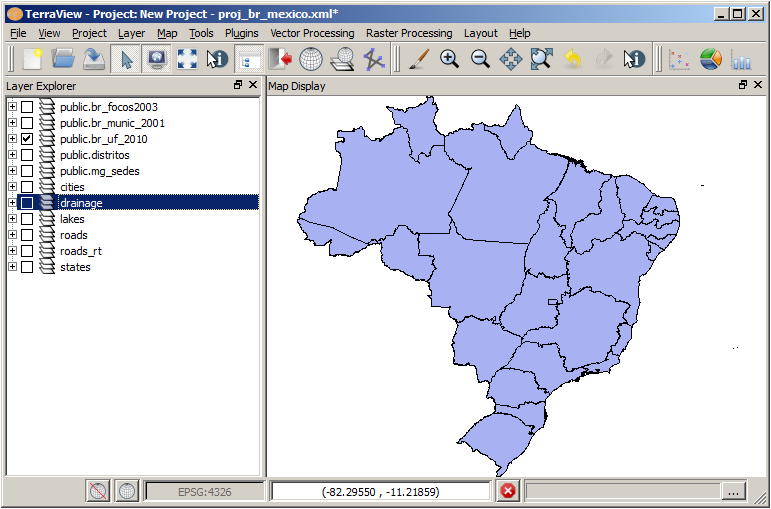 TerraView - Project: New Project - proj_br_mexico.xml*
File View Project Layer Map Tools Plugins Vector Processing Raster Processing Layout Help
Layer Explorer
Map Display
public.br_focos2003
public.br_munic_2001
public.br_uf_2010
public.distritos
public.mg_sedes
cities
drainage
lakes
roads
roads_rt
states
EPSG:4326
(-82.29550 , -11.21859)
...